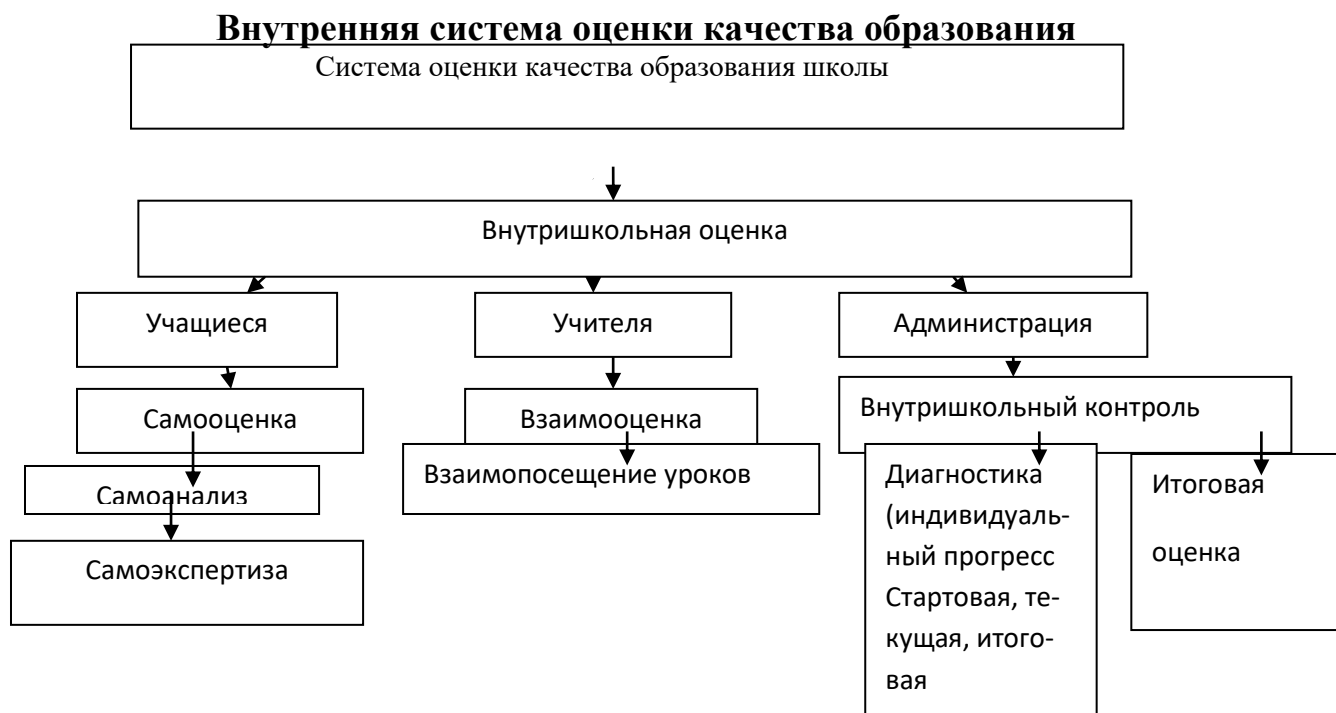 Внутренняя система оценки качества образования
Система оценки качества образования школы
Внутришкольная оценка
Учащиеся
Учителя
Администрация
Самооценка
Взаимооценка
Внутришкольный контроль
Самоанализ
Взаимопосещение уроков
Самоэкспертиза
Диагностика
(индивидуаль-
ный прогресс
Стартовая, те-
кущая, итого-
вая
Итоговая
оценка